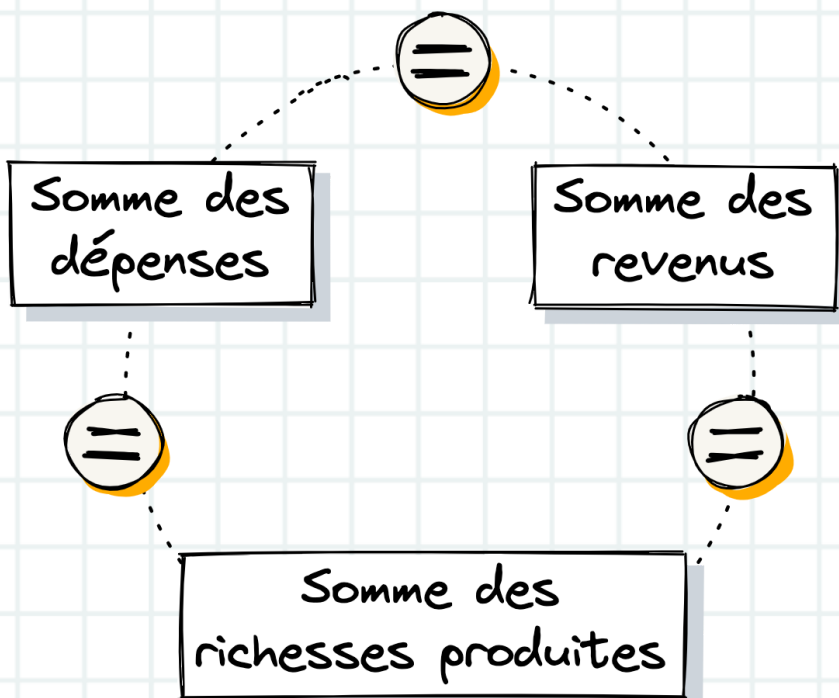 =
Somme des
dépenses
Somme des
revenus
=
=
Somme des
richesses produites